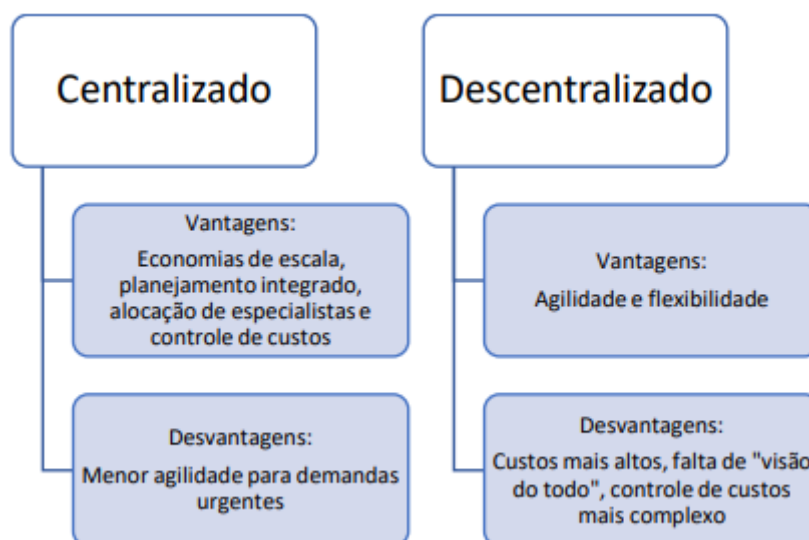 Centralizado
Vantagens:
Economias de escala,
planejamento integrado,
alocação de especialistas e
controle de custos
Desvantagens:
Menor agilidade para demandas
urgentes
Descentralizado
Vantagens:
Agilidade e flexibilidade
Desvantagens:
Custos mais altos, falta de "visão
do todo", controle de custos
mais complexo